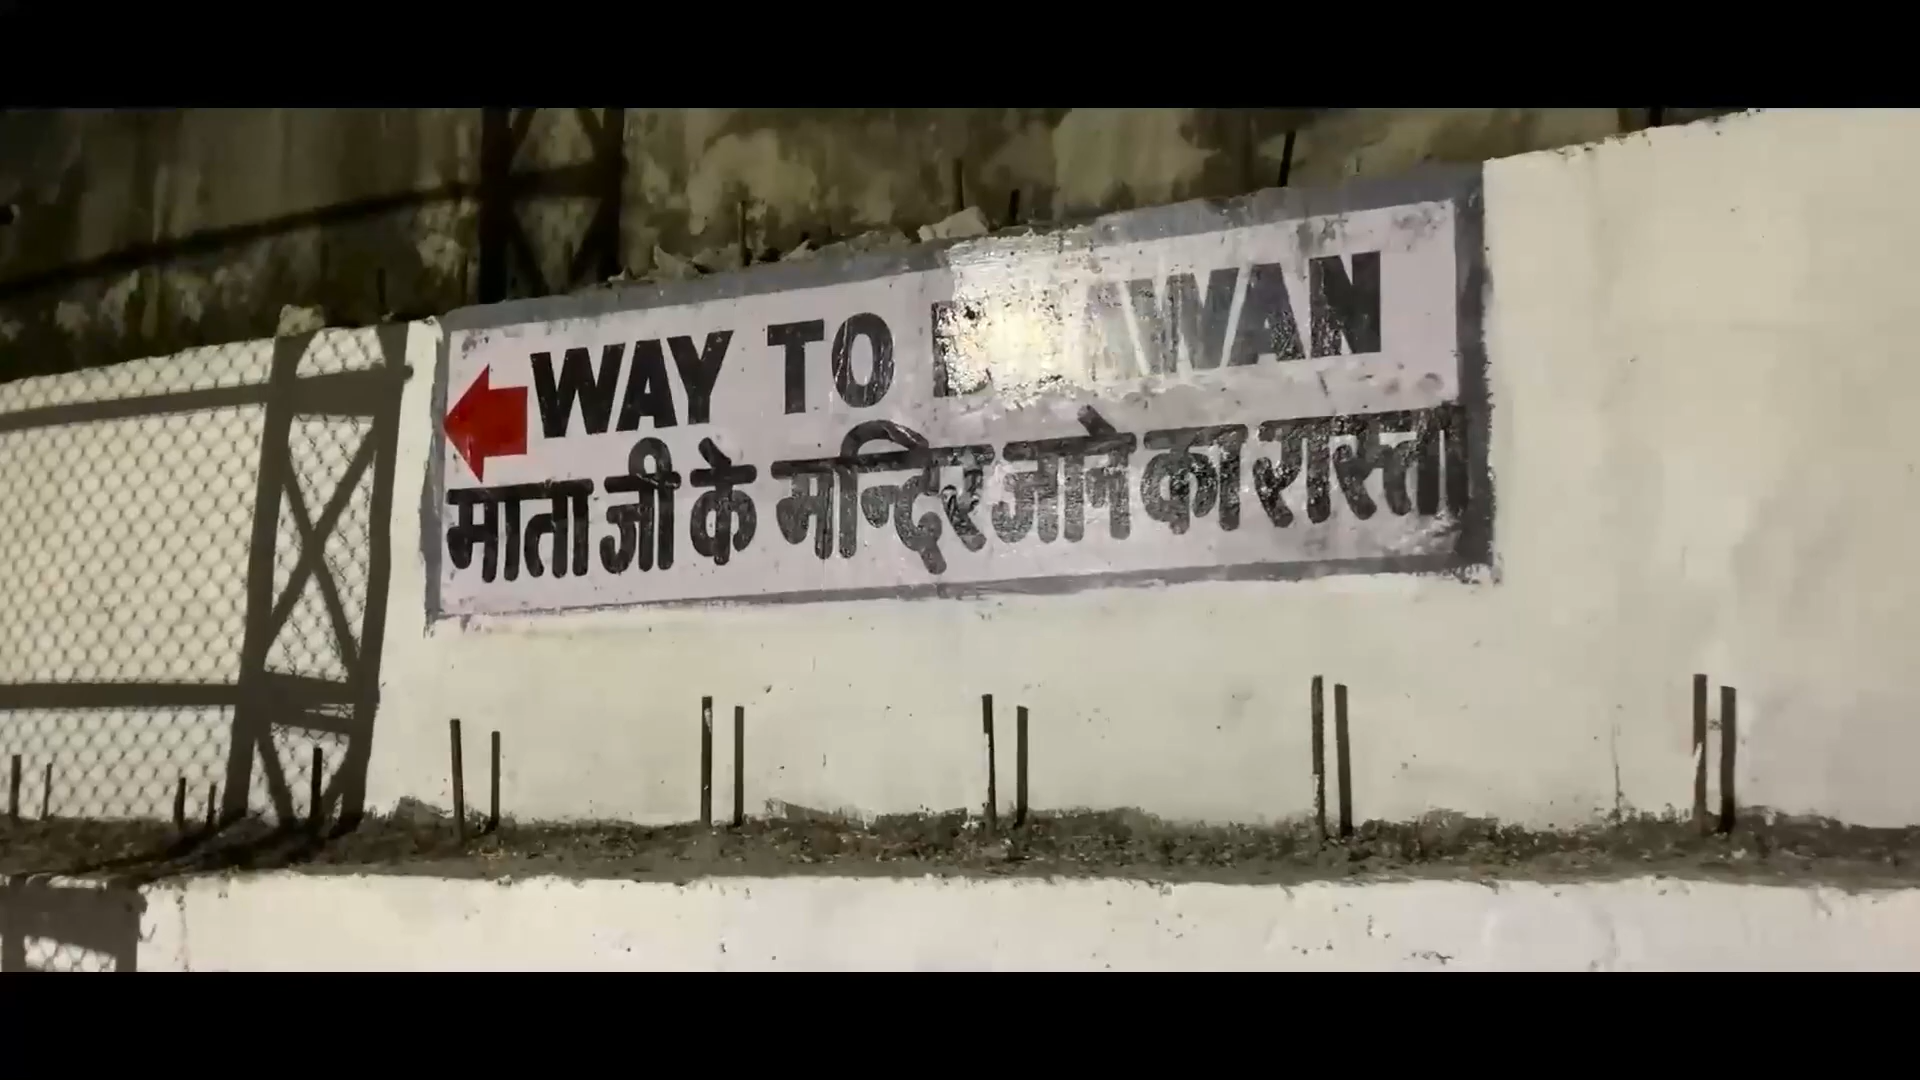 WAY TO
माता जी के मन्दिर जाने का रास्ता